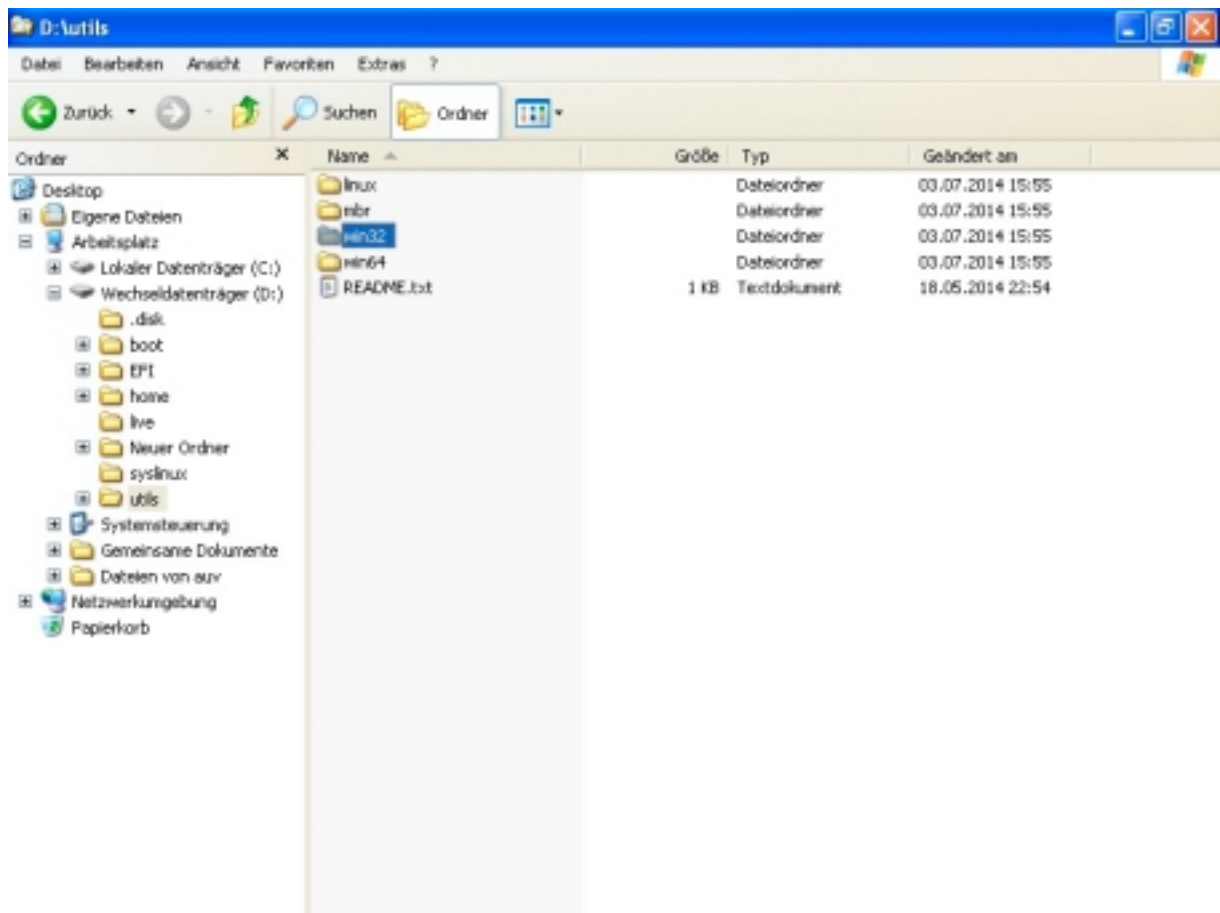 D:\utils
Datei Bearbeiten Ansicht Favoriten Extras ?
Zurück Suchen Ordner
Ordner
Desktop
Eigene Dateien
Arbeitsplatz
Lokaler Datenträger (C:)
Wechseldatenträger (D:)
.disk
boot
EFI
home
live
Neuer Ordner
syslinux
utils
Systemsteuerung
Gemeinsame Dokumente
Dateien von auv
Netzwerkumgebung
Papierkorb
Name Größe Typ Geändert am
linux Dateiordner 03.07.2014 15:55
mbr Dateiordner 03.07.2014 15:55
win32 Dateiordner 03.07.2014 15:55
win64 Dateiordner 03.07.2014 15:55
README.txt 1 KB Textdokument 18.05.2014 22:54